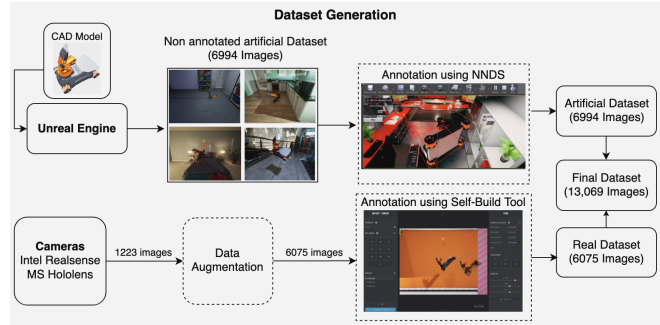 Dataset Generation
CAD Model
Unreal Engine
Non annotated artificial Dataset
(6994 Images)
Annotation using NNDS
Artificial Dataset
(6994 Images)
Final Dataset
(13,069 Images)
Cameras
Intel Realsense
MS Hololens
1223 images
Data
Augmentation
6075 images
Annotation using Self-Build Tool
Real Dataset
(6075 Images)